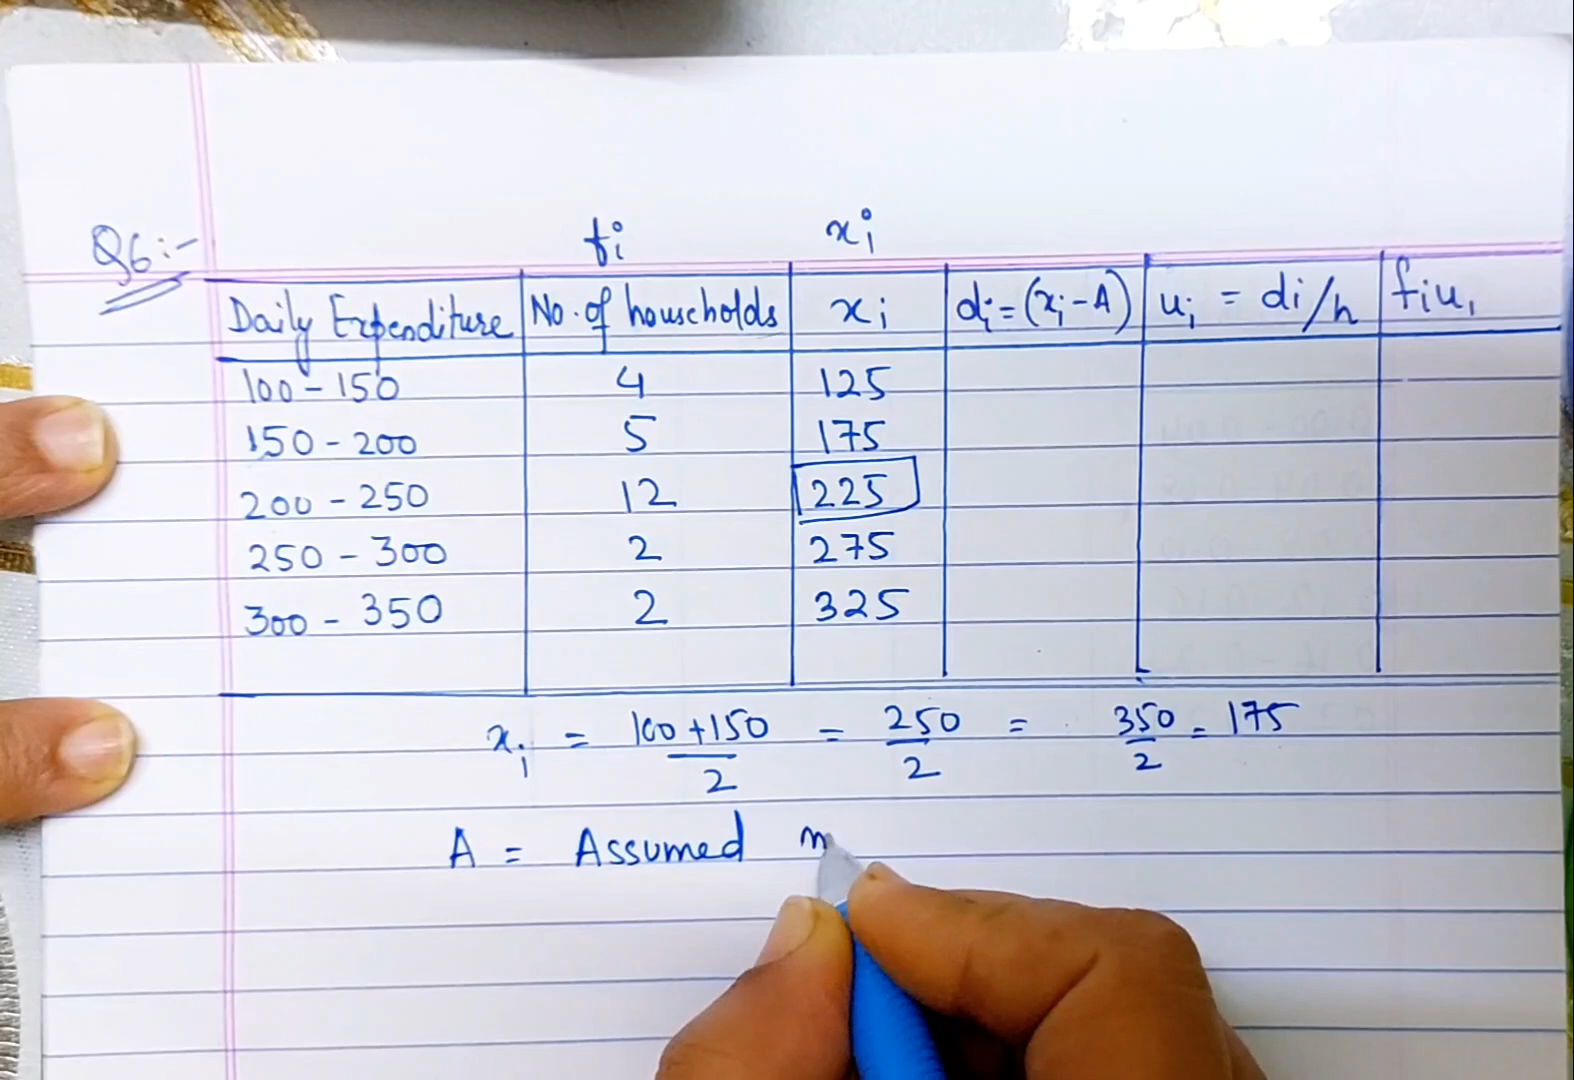 fi xi
Q6:-
Daily Expenditure No. of households xi di=(xi-A) ui = di/h fiui
100-150 4 125
150-200 5 175
200-250 12 225
250-300 2 275
300-350 2 325
xi = 100+150/2 = 250/2 = 350/2 = 175
A = Assumed m